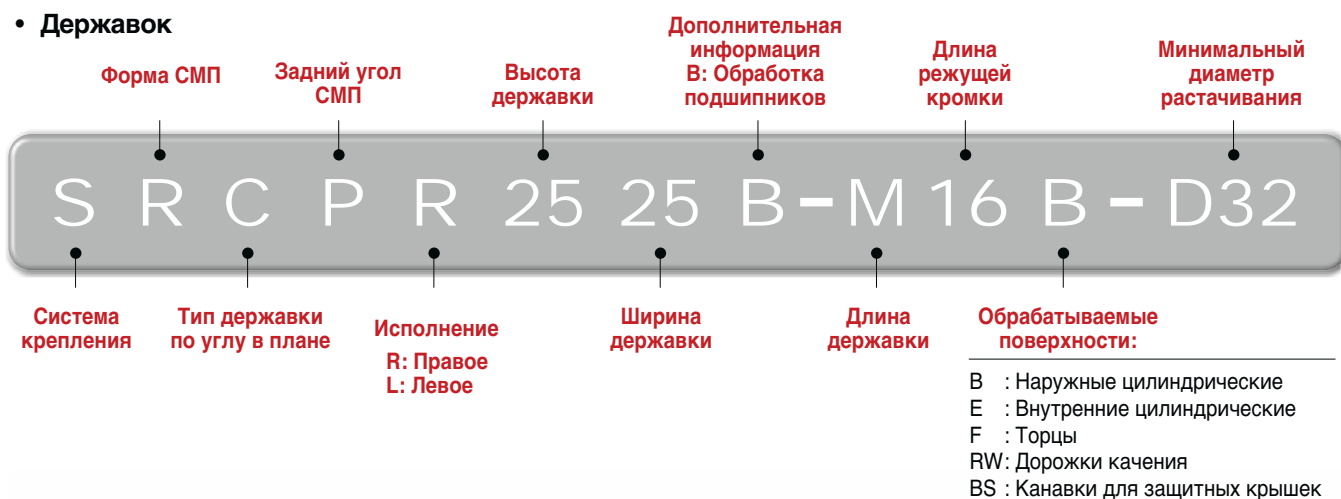 • Державок
Форма СМП
Задний угол
СМП
Высота
державки
Дополнительная
информация
В: Обработка
подшипников
Длина
режущей
кромки
Минимальный
диаметр
растачивания
S R C P R 25 25 B - M 16 B - D32
Система
крепления
Тип державки
по углу в плане
Исполнение
R: Правое
L: Левое
Ширина
державки
Длина
державки
Обрабатываемые
поверхности:
B : Наружные цилиндрические
E : Внутренние цилиндрические
F : Торцы
RW: Дорожки качения
BS : Канавки для защитных крышек